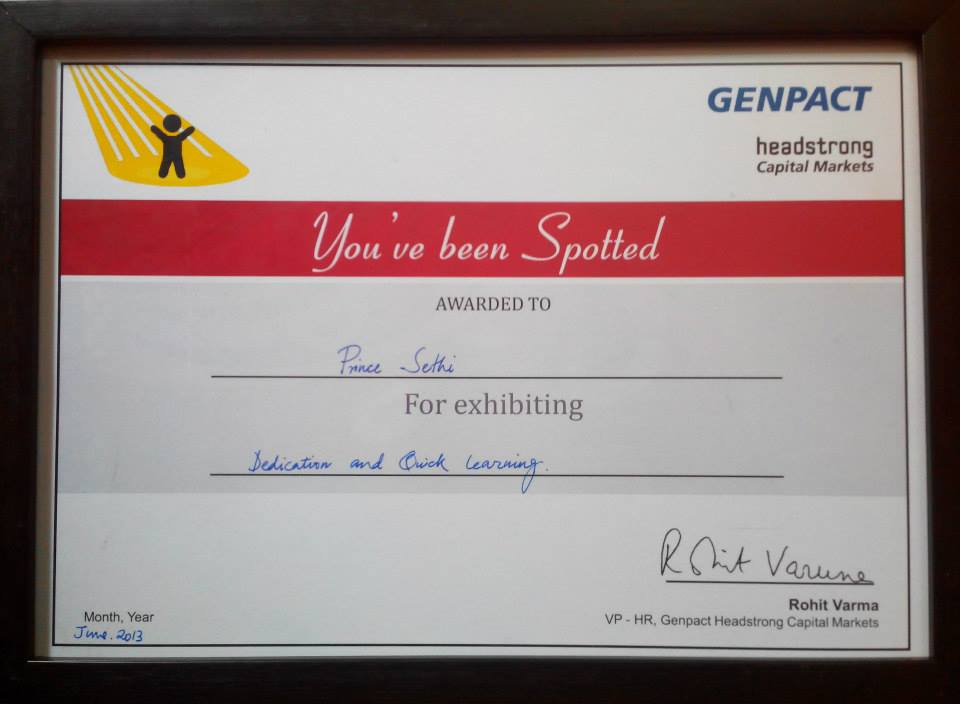 GENPACT
headstrong
Capital Markets
You've been Spotted
AWARDED TO
Prince Sethi
For exhibiting
Dedication and Quick Learning.
Rohit Varma
Rohit Varma
VP - HR, Genpact Headstrong Capital Markets
Month, Year
June. 2013